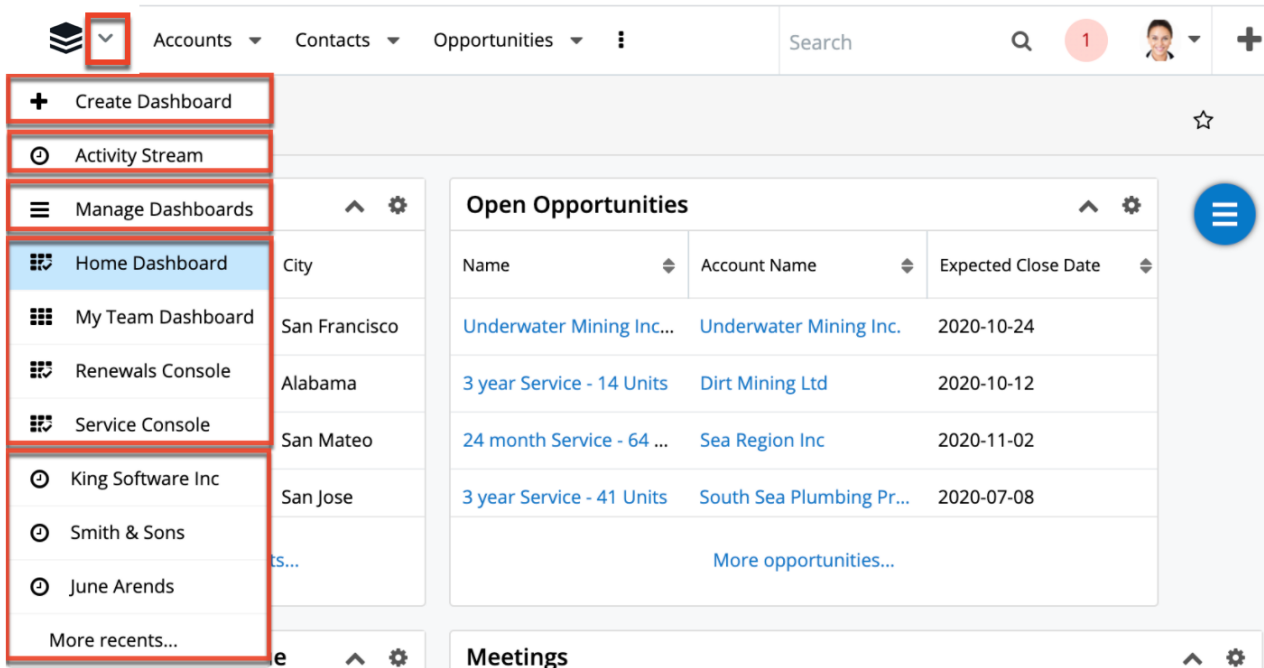 Accounts Contacts Opportunities Search 1
Create Dashboard
Activity Stream
Manage Dashboards
Home Dashboard
My Team Dashboard
Renewals Console
Service Console
King Software Inc
Smith & Sons
June Arends
More recents...
City
San Francisco
Alabama
San Mateo
San Jose
ts...
Open Opportunities
Name Account Name Expected Close Date
Underwater Mining Inc... Underwater Mining Inc. 2020-10-24
3 year Service - 14 Units Dirt Mining Ltd 2020-10-12
24 month Service - 64 ... Sea Region Inc 2020-11-02
3 year Service - 41 Units South Sea Plumbing Pr... 2020-07-08
More opportunities...
e
Meetings